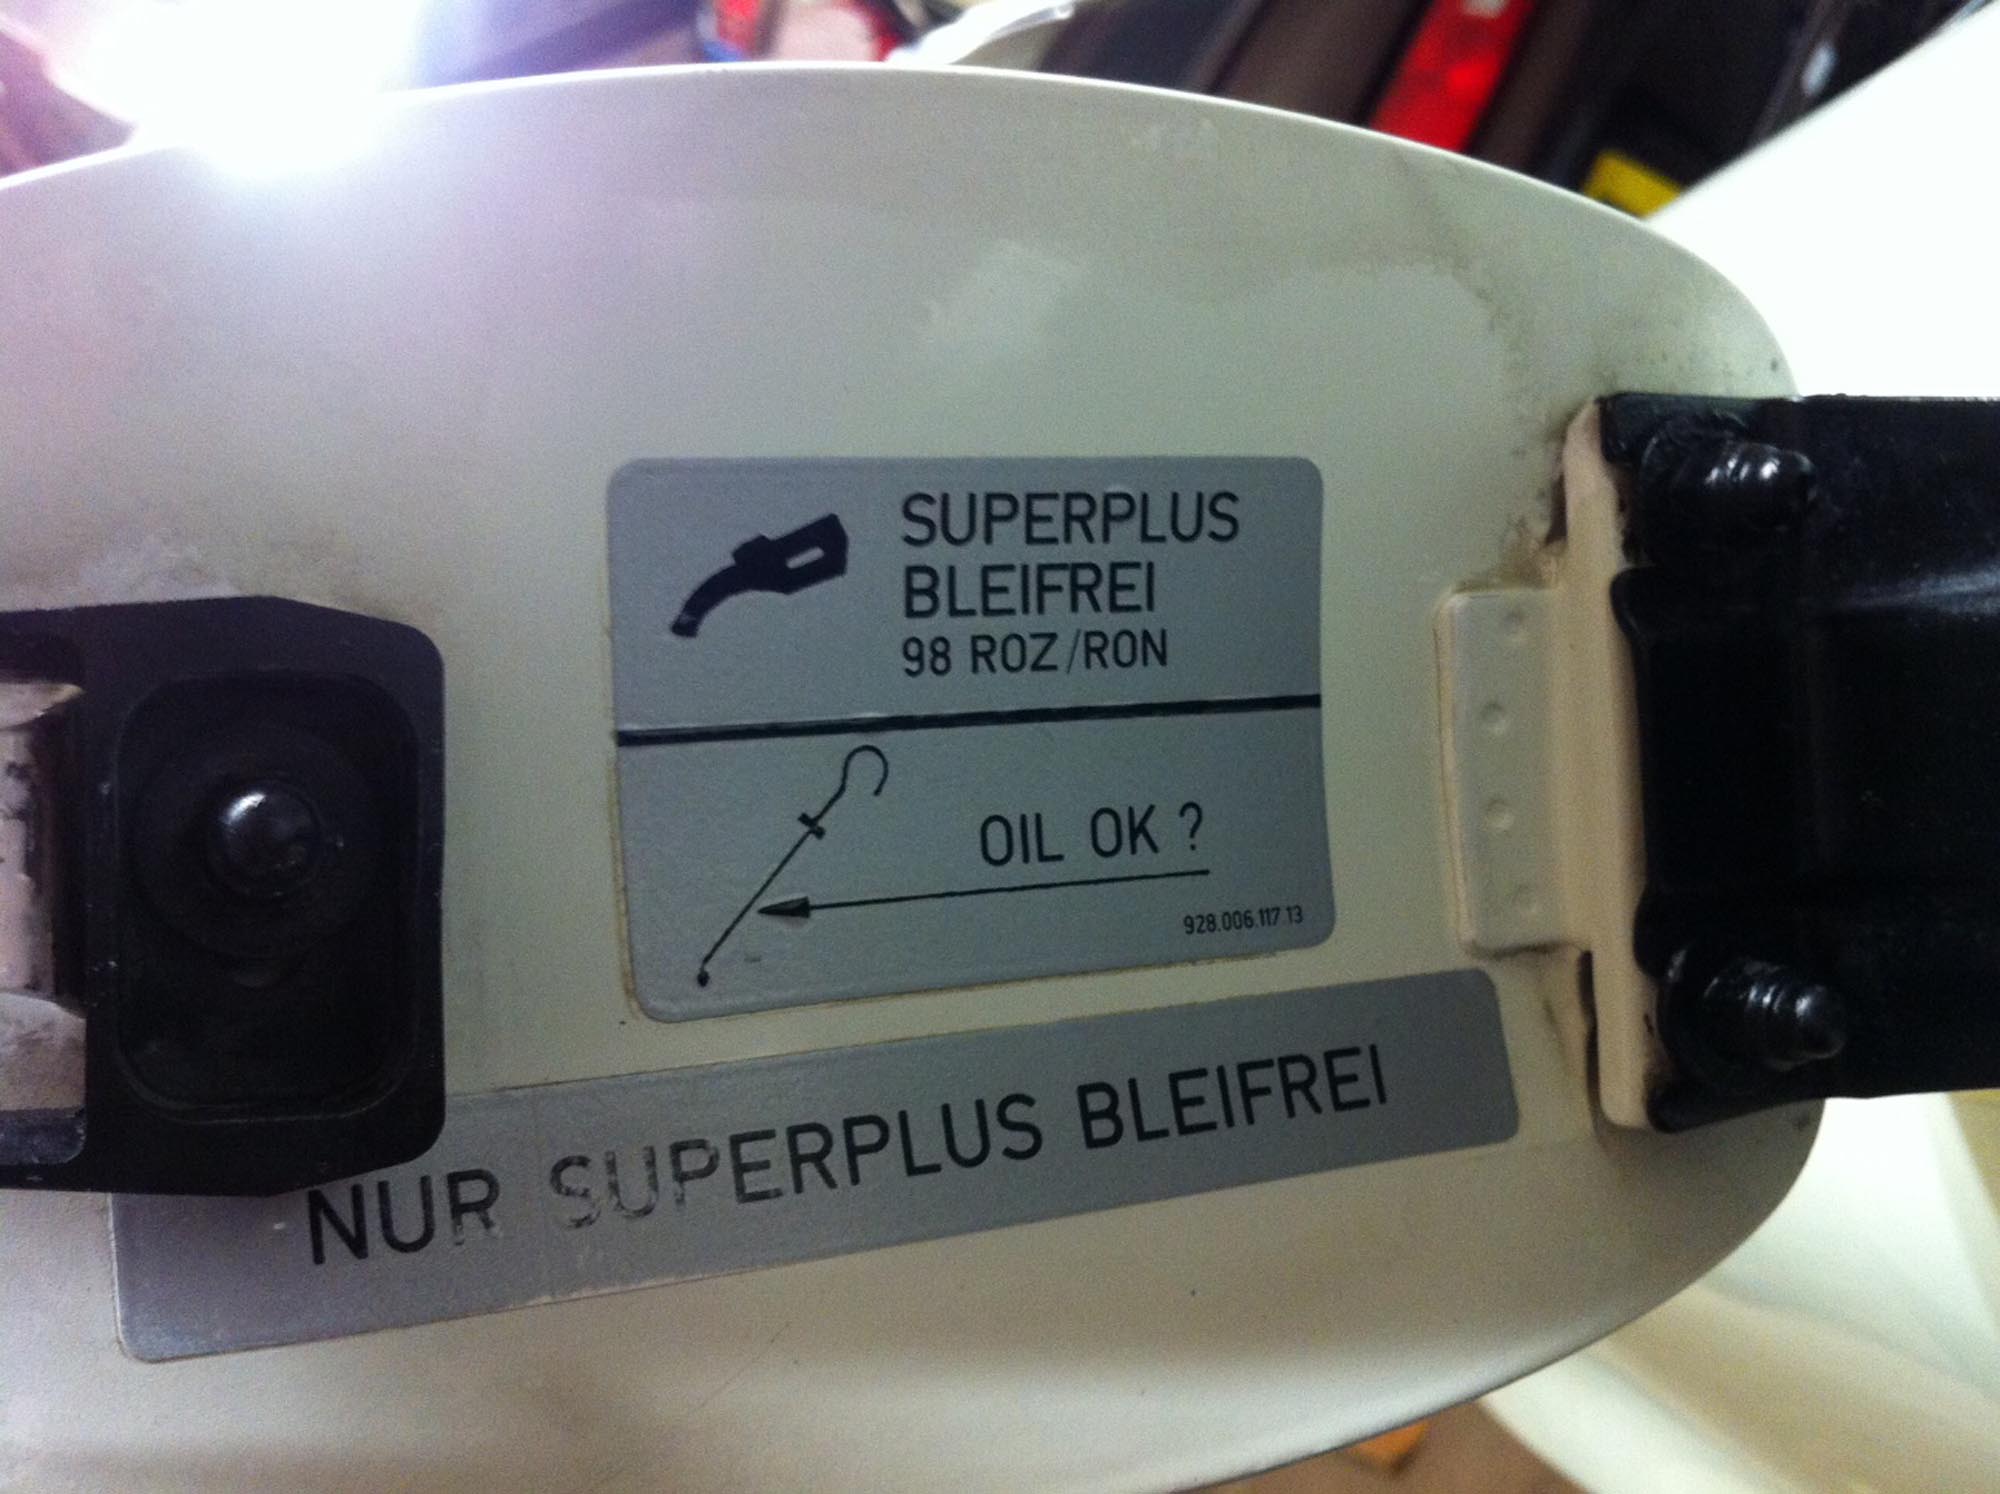 SUPERPLUS
BLEIFREI
98 ROZ/RON
OIL OK ?
928.006.117.13
NUR SUPERPLUS BLEIFREI